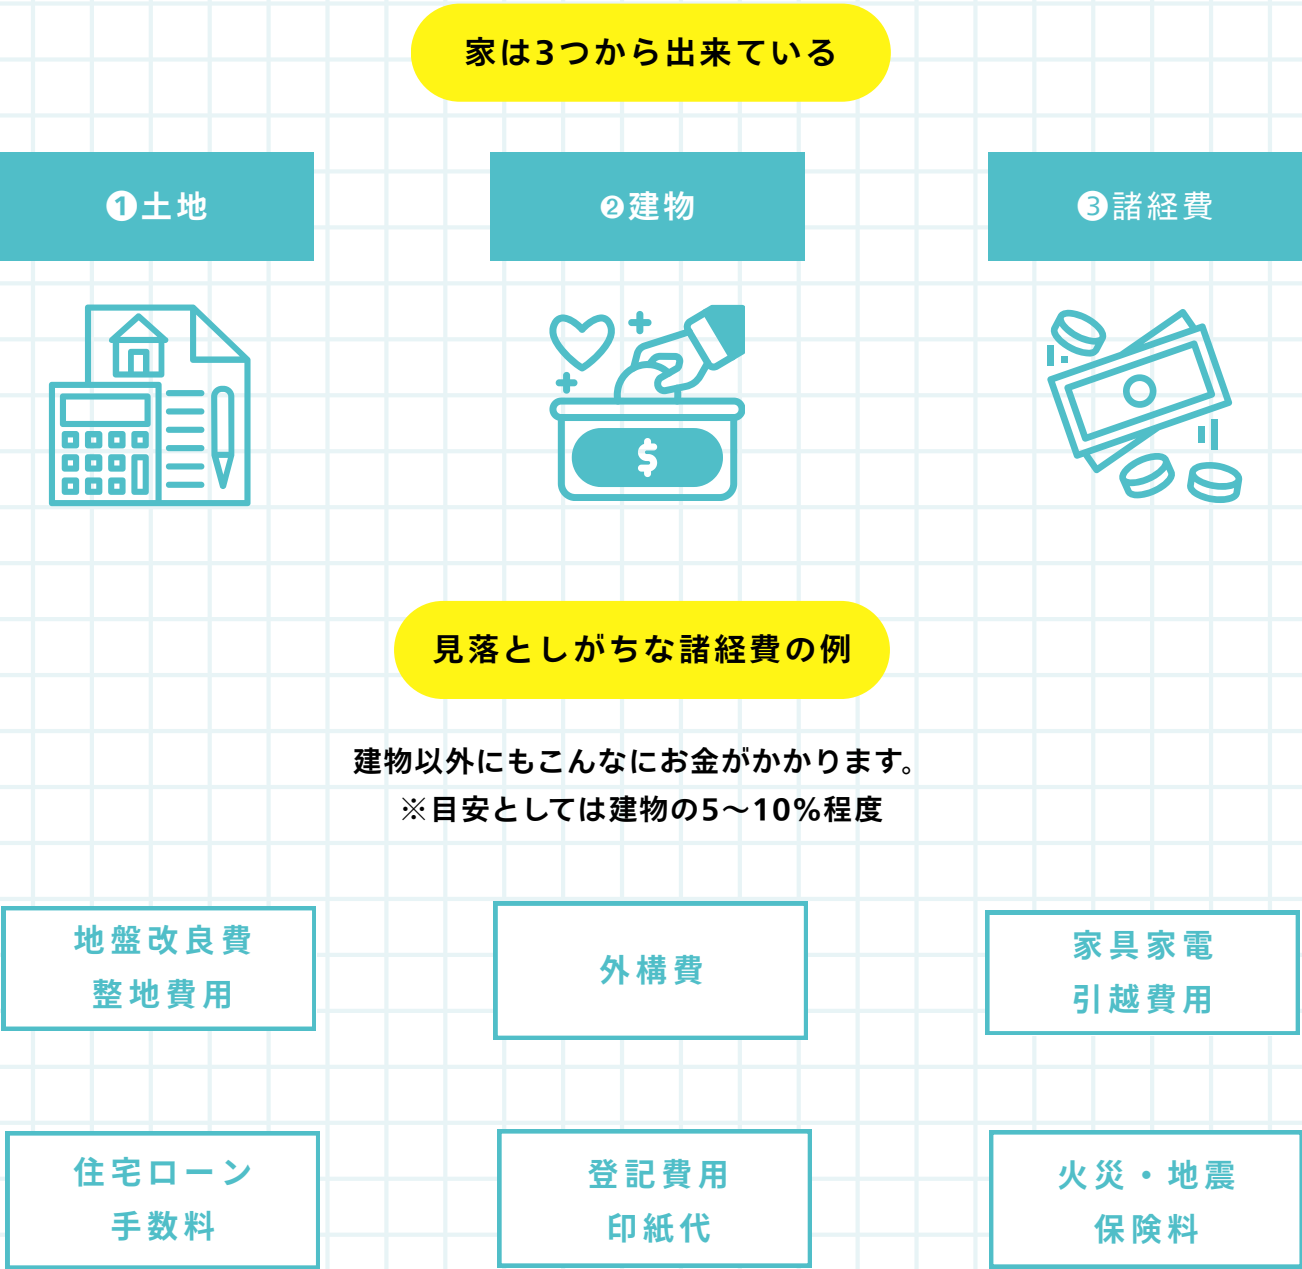 家は3つから出来ている
❶土地
❷建物
❸諸経費
$
見落としがちな諸経費の例
建物以外にもこんなにお金がかかります。
※目安としては建物の5〜10%程度
地盤改良費
整地費用
外構費
家具家電
引越費用
住宅ローン
手数料
登記費用
印紙代
火災・地震
保険料